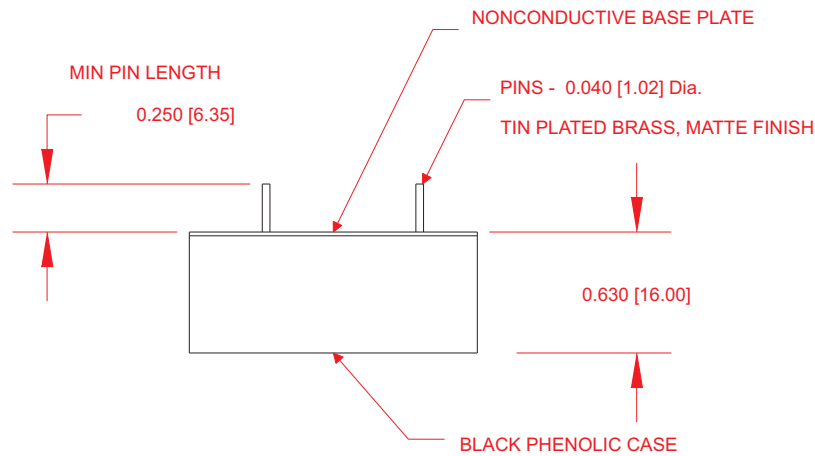 NONCONDUCTIVE BASE PLATE
MIN PIN LENGTH
0.250 [6.35]
PINS - 0.040 [1.02] Dia.
TIN PLATED BRASS, MATTE FINISH
0.630 [16.00]
BLACK PHENOLIC CASE